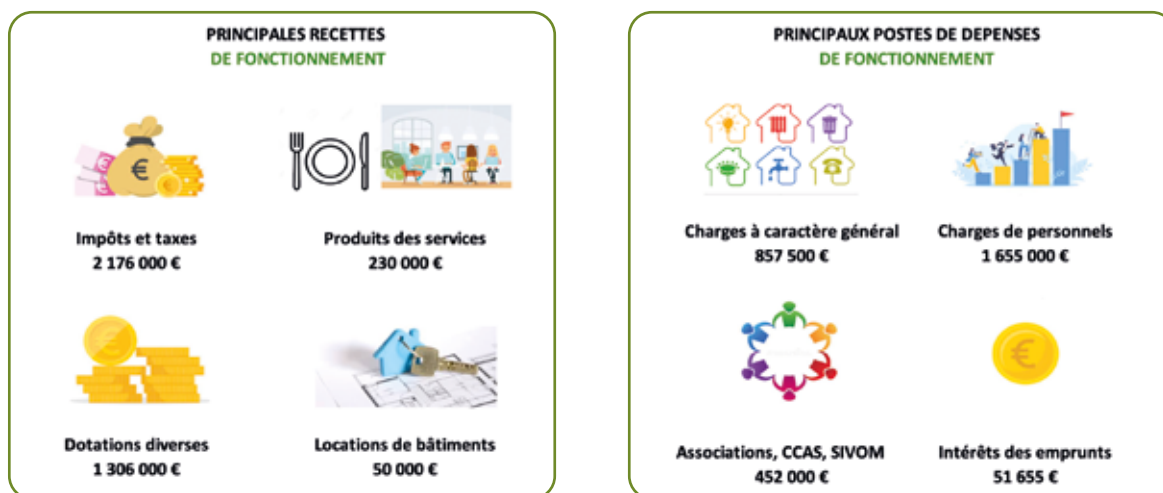 PRINCIPALES RECETTES
DE FONCTIONNEMENT
Impôts et taxes
2 176 000 €
Produits des services
230 000 €
Dotations diverses
1 306 000 €
Locations de bâtiments
50 000 €
PRINCIPAUX POSTES DE DEPENSES
DE FONCTIONNEMENT
Charges à caractère général
857 500 €
Charges de personnels
1 655 000 €
Associations, CCAS, SIVOM
452 000 €
Intérêts des emprunts
51 655 €